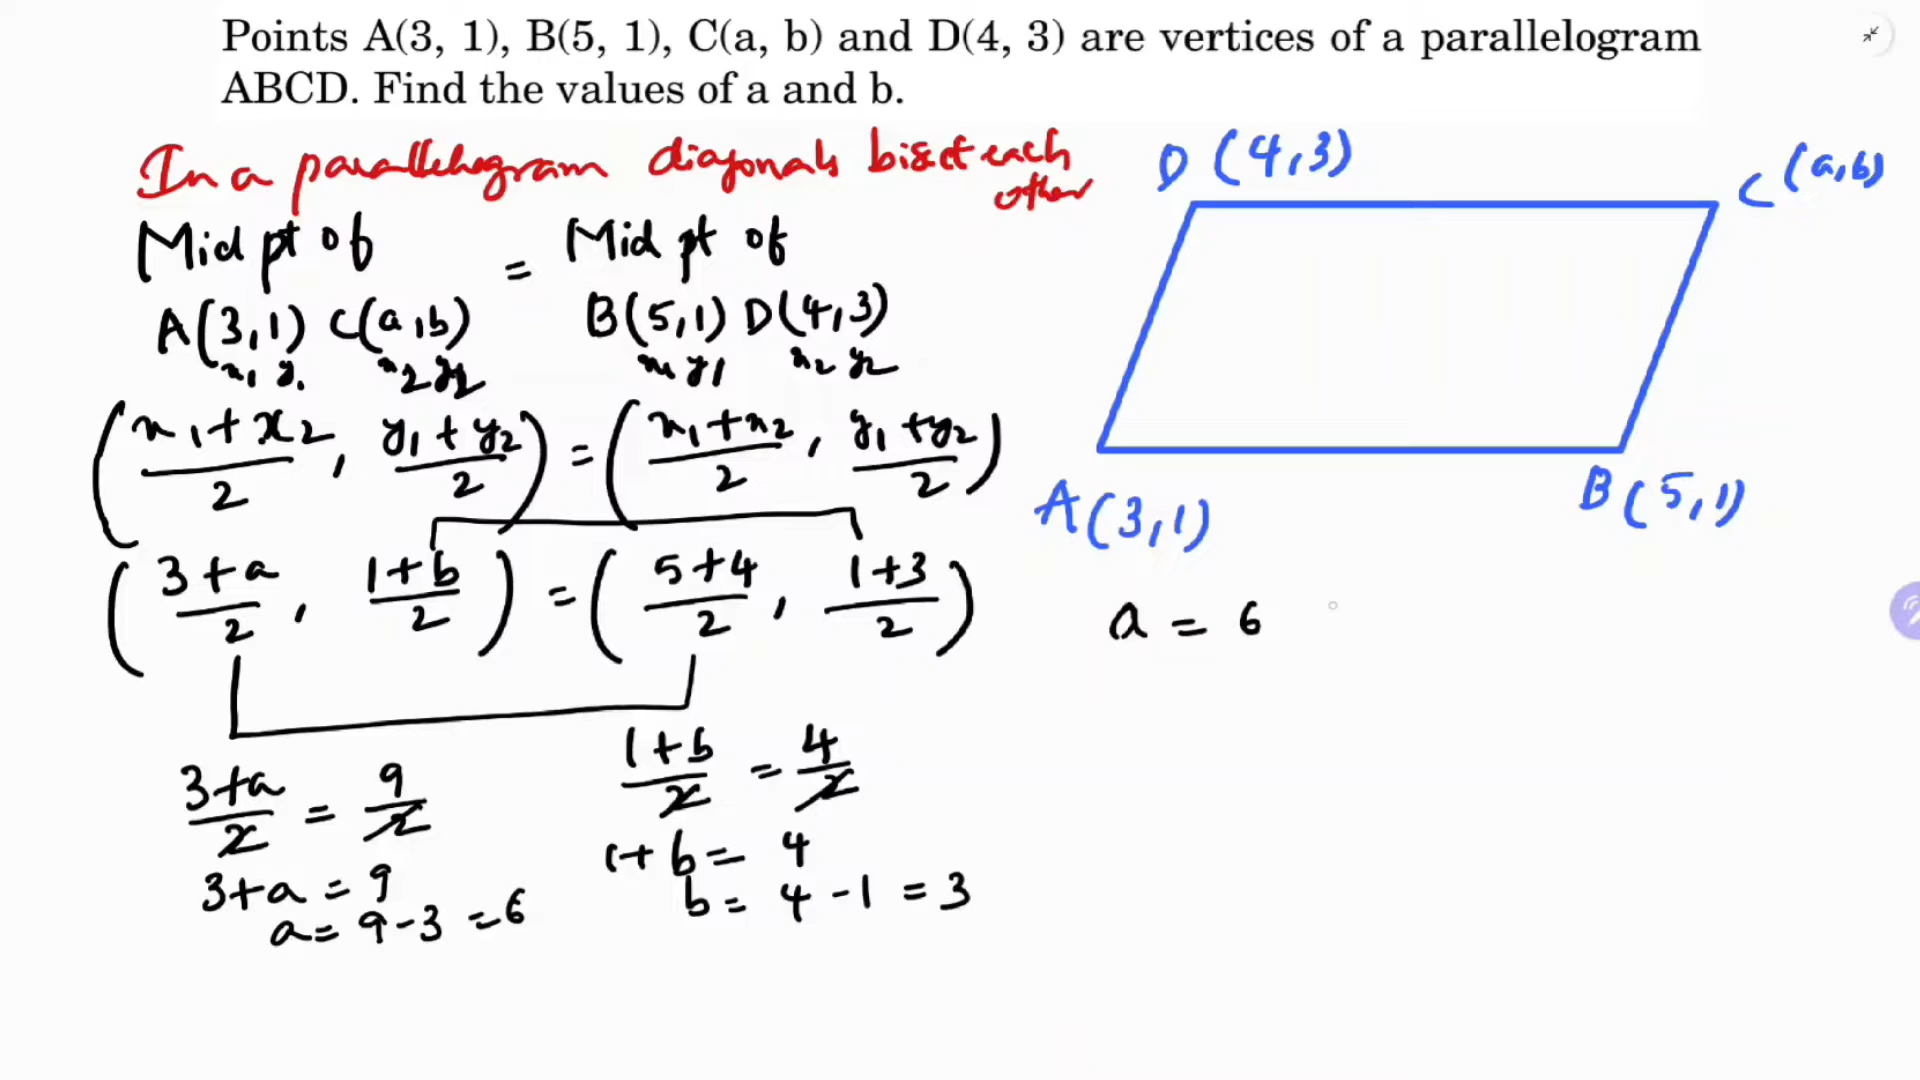 Points A(3, 1), B(5, 1), C(a, b) and D(4, 3) are vertices of a parallelogram
ABCD. Find the values of a and b.
In a parallelogram diagonals bisect each
other
Mid pt of = Mid pt of
A(3,1) C(a,b) B(5,1) D(4,3)
x1 y1 x2 y2 x1 y1 x2 y2
((x1+x2)/2, (y1+y2)/2) = ((x1+x2)/2, (y1+y2)/2)
((3+a)/2, (1+b)/2) = ((5+4)/2, (1+3)/2)
(3+a)/2 = 9/2
3+a = 9
a = 9-3 = 6
(1+b)/2 = 4/2
1+b = 4
b = 4-1 = 3
D (4,3)
C (a,b)
A(3,1)
B(5,1)
a = 6